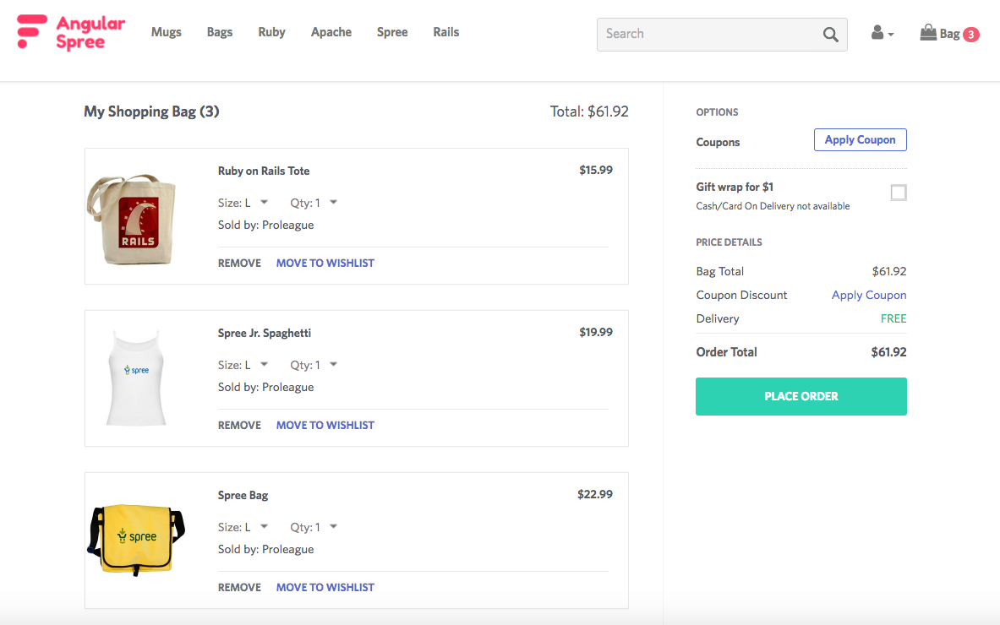 Angular
Spree
Mugs Bags Ruby Apache Spree Rails
Search
Bag 3
My Shopping Bag (3) Total: $61.92
Ruby on Rails Tote $15.99
Size: L Qty: 1
Sold by: Proleague
REMOVE MOVE TO WISHLIST
RAILS
Spree Jr. Spaghetti $19.99
Size: L Qty: 1
Sold by: Proleague
REMOVE MOVE TO WISHLIST
spree
Spree Bag $22.99
Size: L Qty: 1
Sold by: Proleague
REMOVE MOVE TO WISHLIST
spree
OPTIONS
Coupons Apply Coupon
Gift wrap for $1
Cash/Card On Delivery not available
PRICE DETAILS
Bag Total $61.92
Coupon Discount Apply Coupon
Delivery FREE
Order Total $61.92
PLACE ORDER